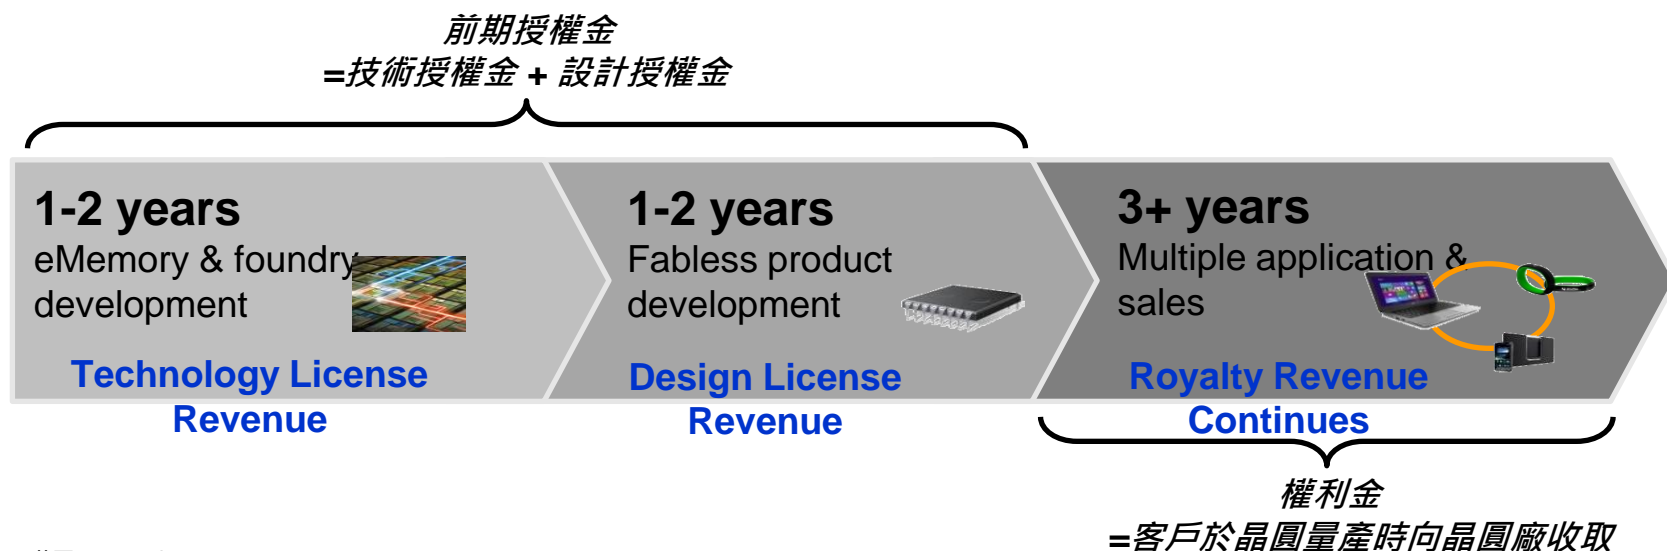 前期授權金
=技術授權金 + 設計授權金
1-2 years
eMemory & foundry
development
Technology License
Revenue
1-2 years
Fabless product
development
Design License
Revenue
3+ years
Multiple application &
sales
Royalty Revenue
Continues
權利金
=客戶於晶圓量產時向晶圓廠收取